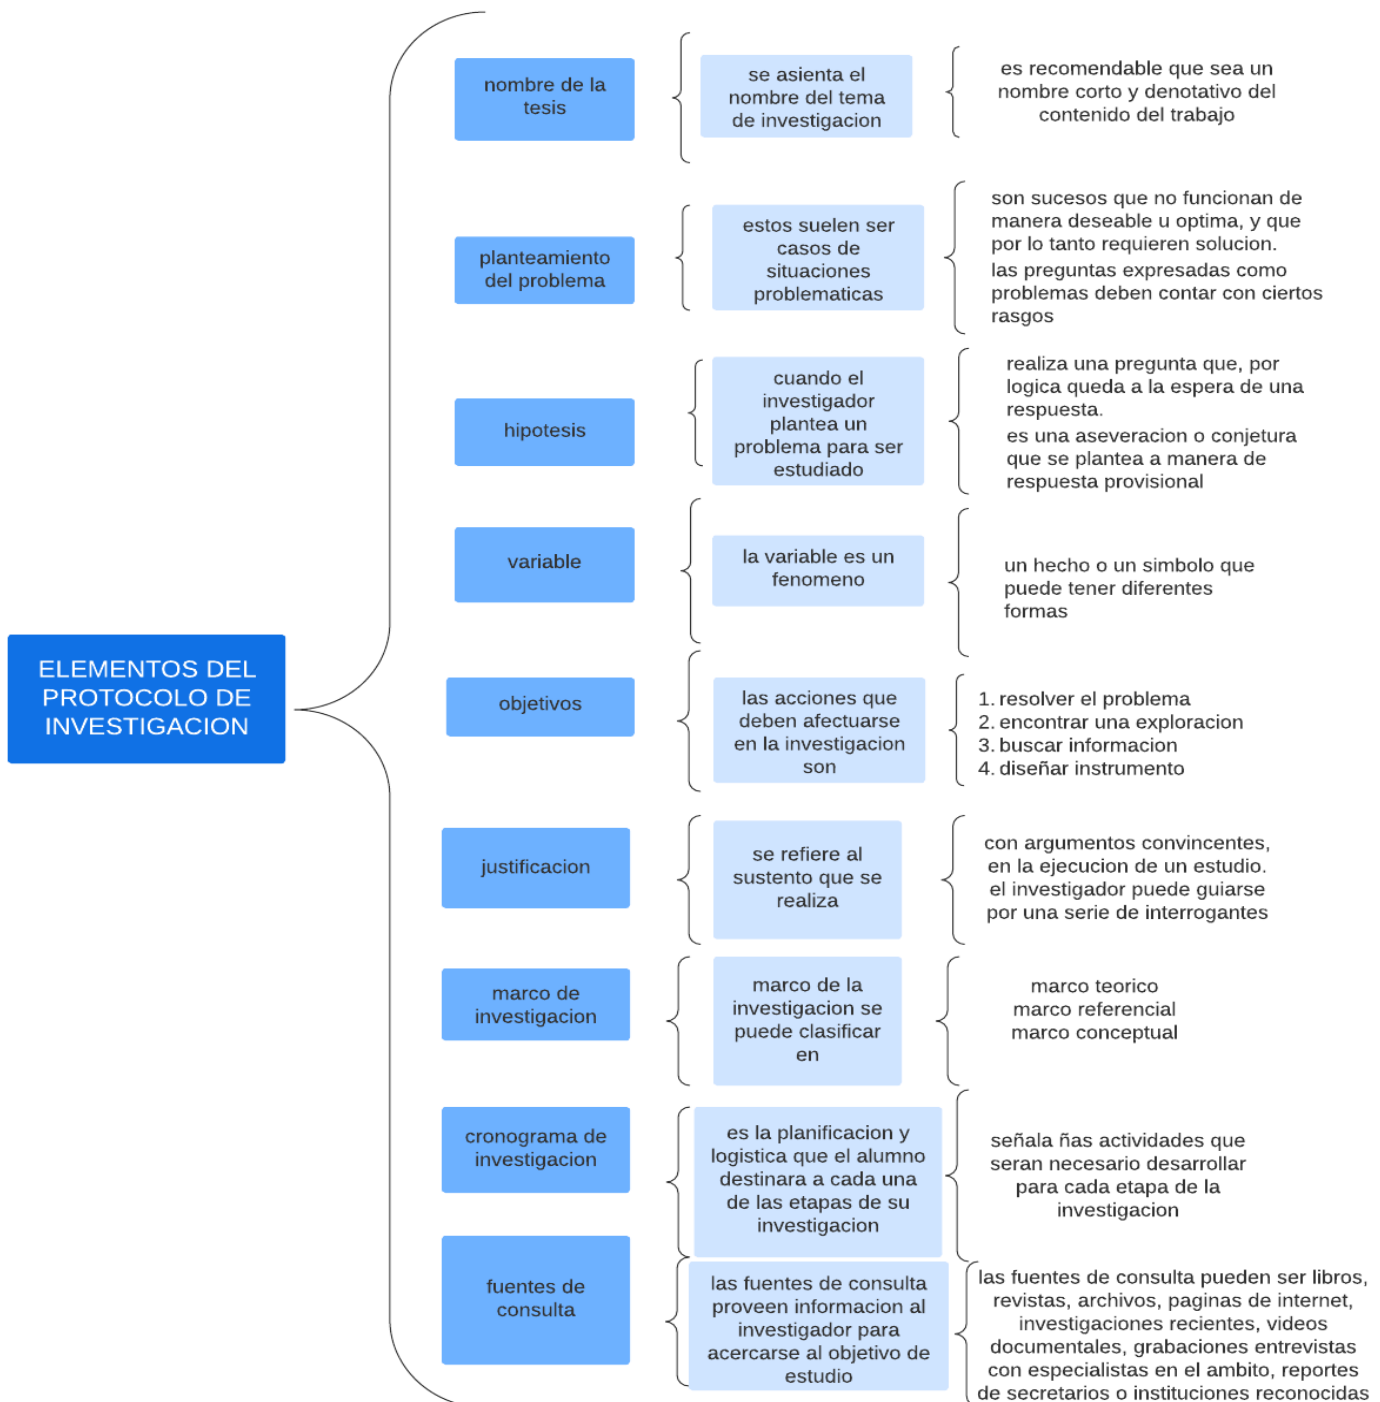 ELEMENTOS DEL
PROTOCOLO DE
INVESTIGACION
nombre de la
tesis
se asienta el
nombre del tema
de investigacion
es recomendable que sea un
nombre corto y denotativo del
contenido del trabajo
planteamiento
del problema
estos suelen ser
casos de
situaciones
problematicas
son sucesos que no funcionan de
manera deseable u optima, y que
por lo tanto requieren solucion.
las preguntas expresadas como
problemas deben contar con ciertos
rasgos
hipotesis
cuando el
investigador
plantea un
problema para ser
estudiado
realiza una pregunta que, por
logica queda a la espera de una
respuesta.
es una aseveracion o conjetura
que se plantea a manera de
respuesta provisional
variable
la variable es un
fenomeno
un hecho o un simbolo que
puede tener diferentes
formas
objetivos
las acciones que
deben afectuarse
en la investigacion
son
1. resolver el problema
2. encontrar una exploracion
3. buscar informacion
4. diseñar instrumento
justificacion
se refiere al
sustento que se
realiza
con argumentos convincentes,
en la ejecucion de un estudio.
el investigador puede guiarse
por una serie de interrogantes
marco de
investigacion
marco de la
investigacion se
puede clasificar
en
marco teorico
marco referencial
marco conceptual
cronograma de
investigacion
es la planificacion y
logistica que el alumno
destinara a cada una
de las etapas de su
investigacion
señala ñas actividades que
seran necesario desarrollar
para cada etapa de la
investigacion
fuentes de
consulta
las fuentes de consulta
proveen informacion al
investigador para
acercarse al objetivo de
estudio
las fuentes de consulta pueden ser libros,
revistas, archivos, paginas de internet,
investigaciones recientes, videos
documentales, grabaciones entrevistas
con especialistas en el ambito, reportes
de secretarios o instituciones reconocidas